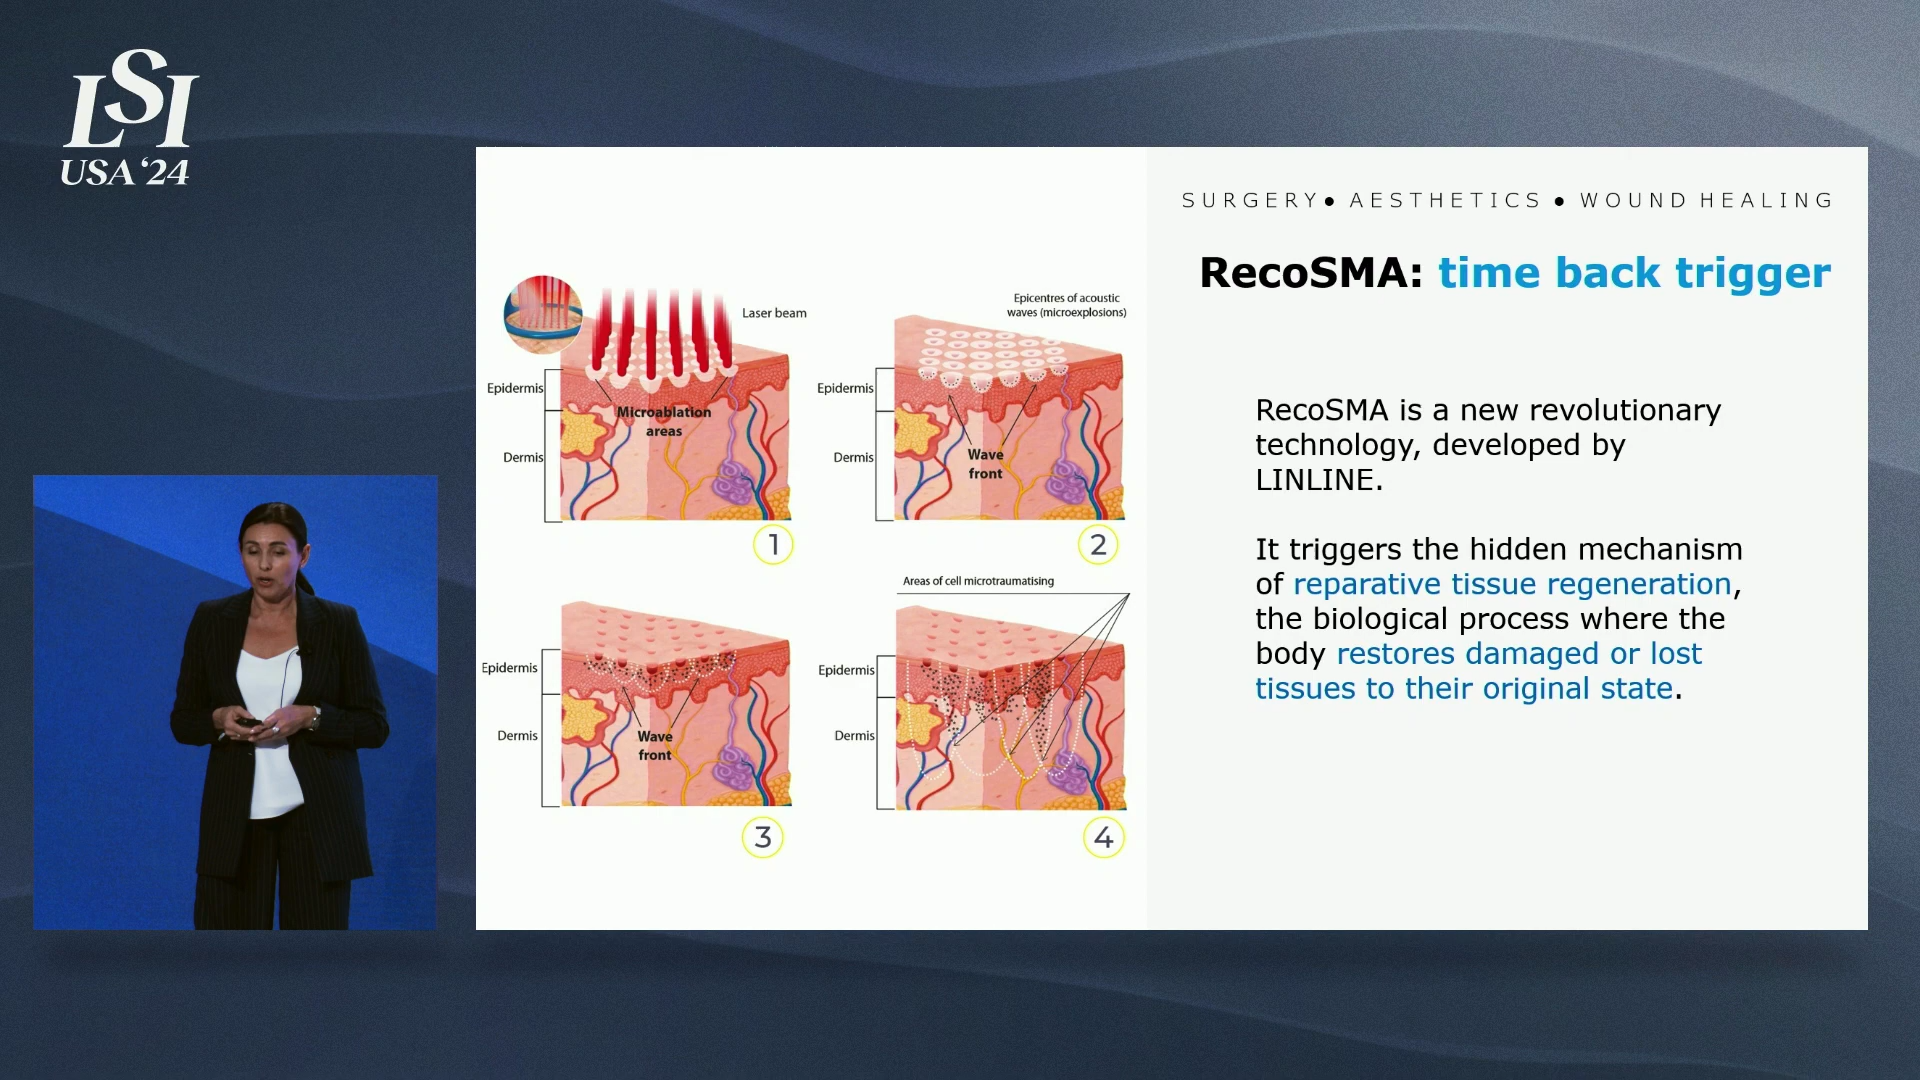 LSI
USA ‘24
SURGERY● AESTHETICS ● WOUND HEALING
RecoSMA: time back trigger
RecoSMA is a new revolutionary
technology, developed by
LINLINE.
It triggers the hidden mechanism
of reparative tissue regeneration,
the biological process where the
body restores damaged or lost
tissues to their original state.
Laser beam
Epidermis
Microablation
areas
Dermis
1
Epicentres of acoustic
waves (microexplosions)
Epidermis
Dermis
Wave
front
2
Epidermis
Dermis
Wave
front
3
Areas of cell microtraumatising
Epidermis
Dermis
4